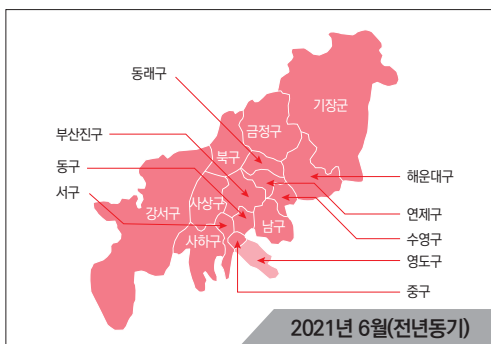 동래구
기장군
금정구
부산진구
북구
동구
해운대구
서구
사상구
강서구
연제구
남구
수영구
사하구
영도구
중구
2021년 6월(전년동기)